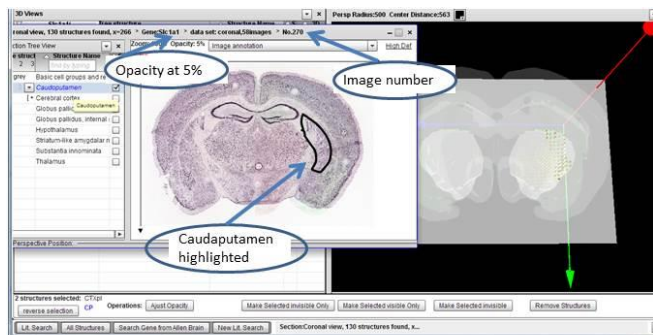 3D Views
oronal view, 130 structures found, x=266 * Gene:Slc1a1 * data set: coronal,58images * No.270
Persp Radius:500 Center Distance:563
ction Tree View
Opacity: 5%
Image annotation
High Def
Structure Name
2 3
Opacity at 5%
Image number
grey Basic cell groups and re
Caudoputamen
Cerebral cortex
Caudoputamen
Globus pallidus, internal
Hypothalamus
Striatum-like amygdalar n
Substantia innominata
Thalamus
Caudaputamen
highlighted
Perspective Position:
2 structures selected: CTXpl
reverse selection
CP
Operations:
Ajust Opacity
Make Selected Invisible Only
Make Selected visible Only
Make Selected invisible
Remove Structures
Lit. Search
All Structures
Search Gene from Allen Brain
New Lit. Search
Section:Coronal view, 130 structures found, x...